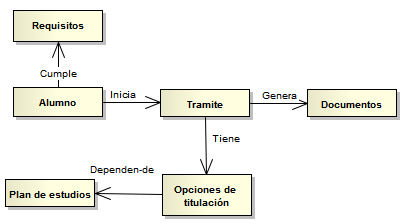 Requisitos
Cumple
Alumno
Inicia
Tramite
Genera
Documentos
Tiene
Dependen-de
Plan de estudios
Opciones de
titulación